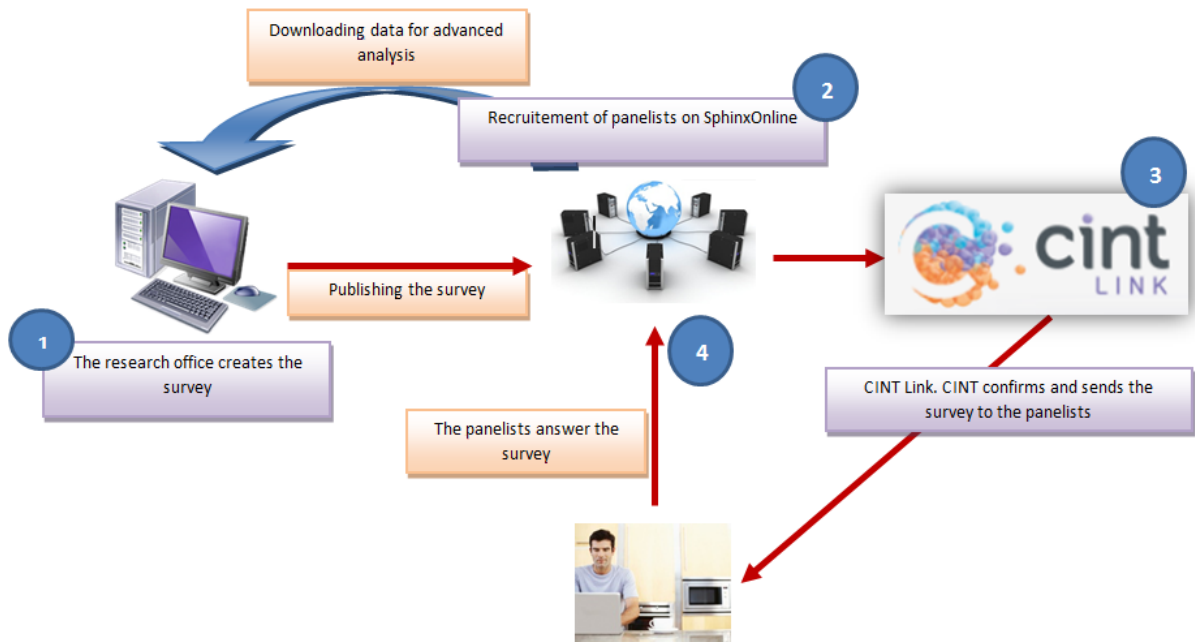 Downloading data for advanced
analysis
2
Recruitement of panelists on SphinxOnline
3
cint
LINK
Publishing the survey
1
The research office creates the
survey
4
CINT Link. CINT confirms and sends the
survey to the panelists
The panelists answer the
survey